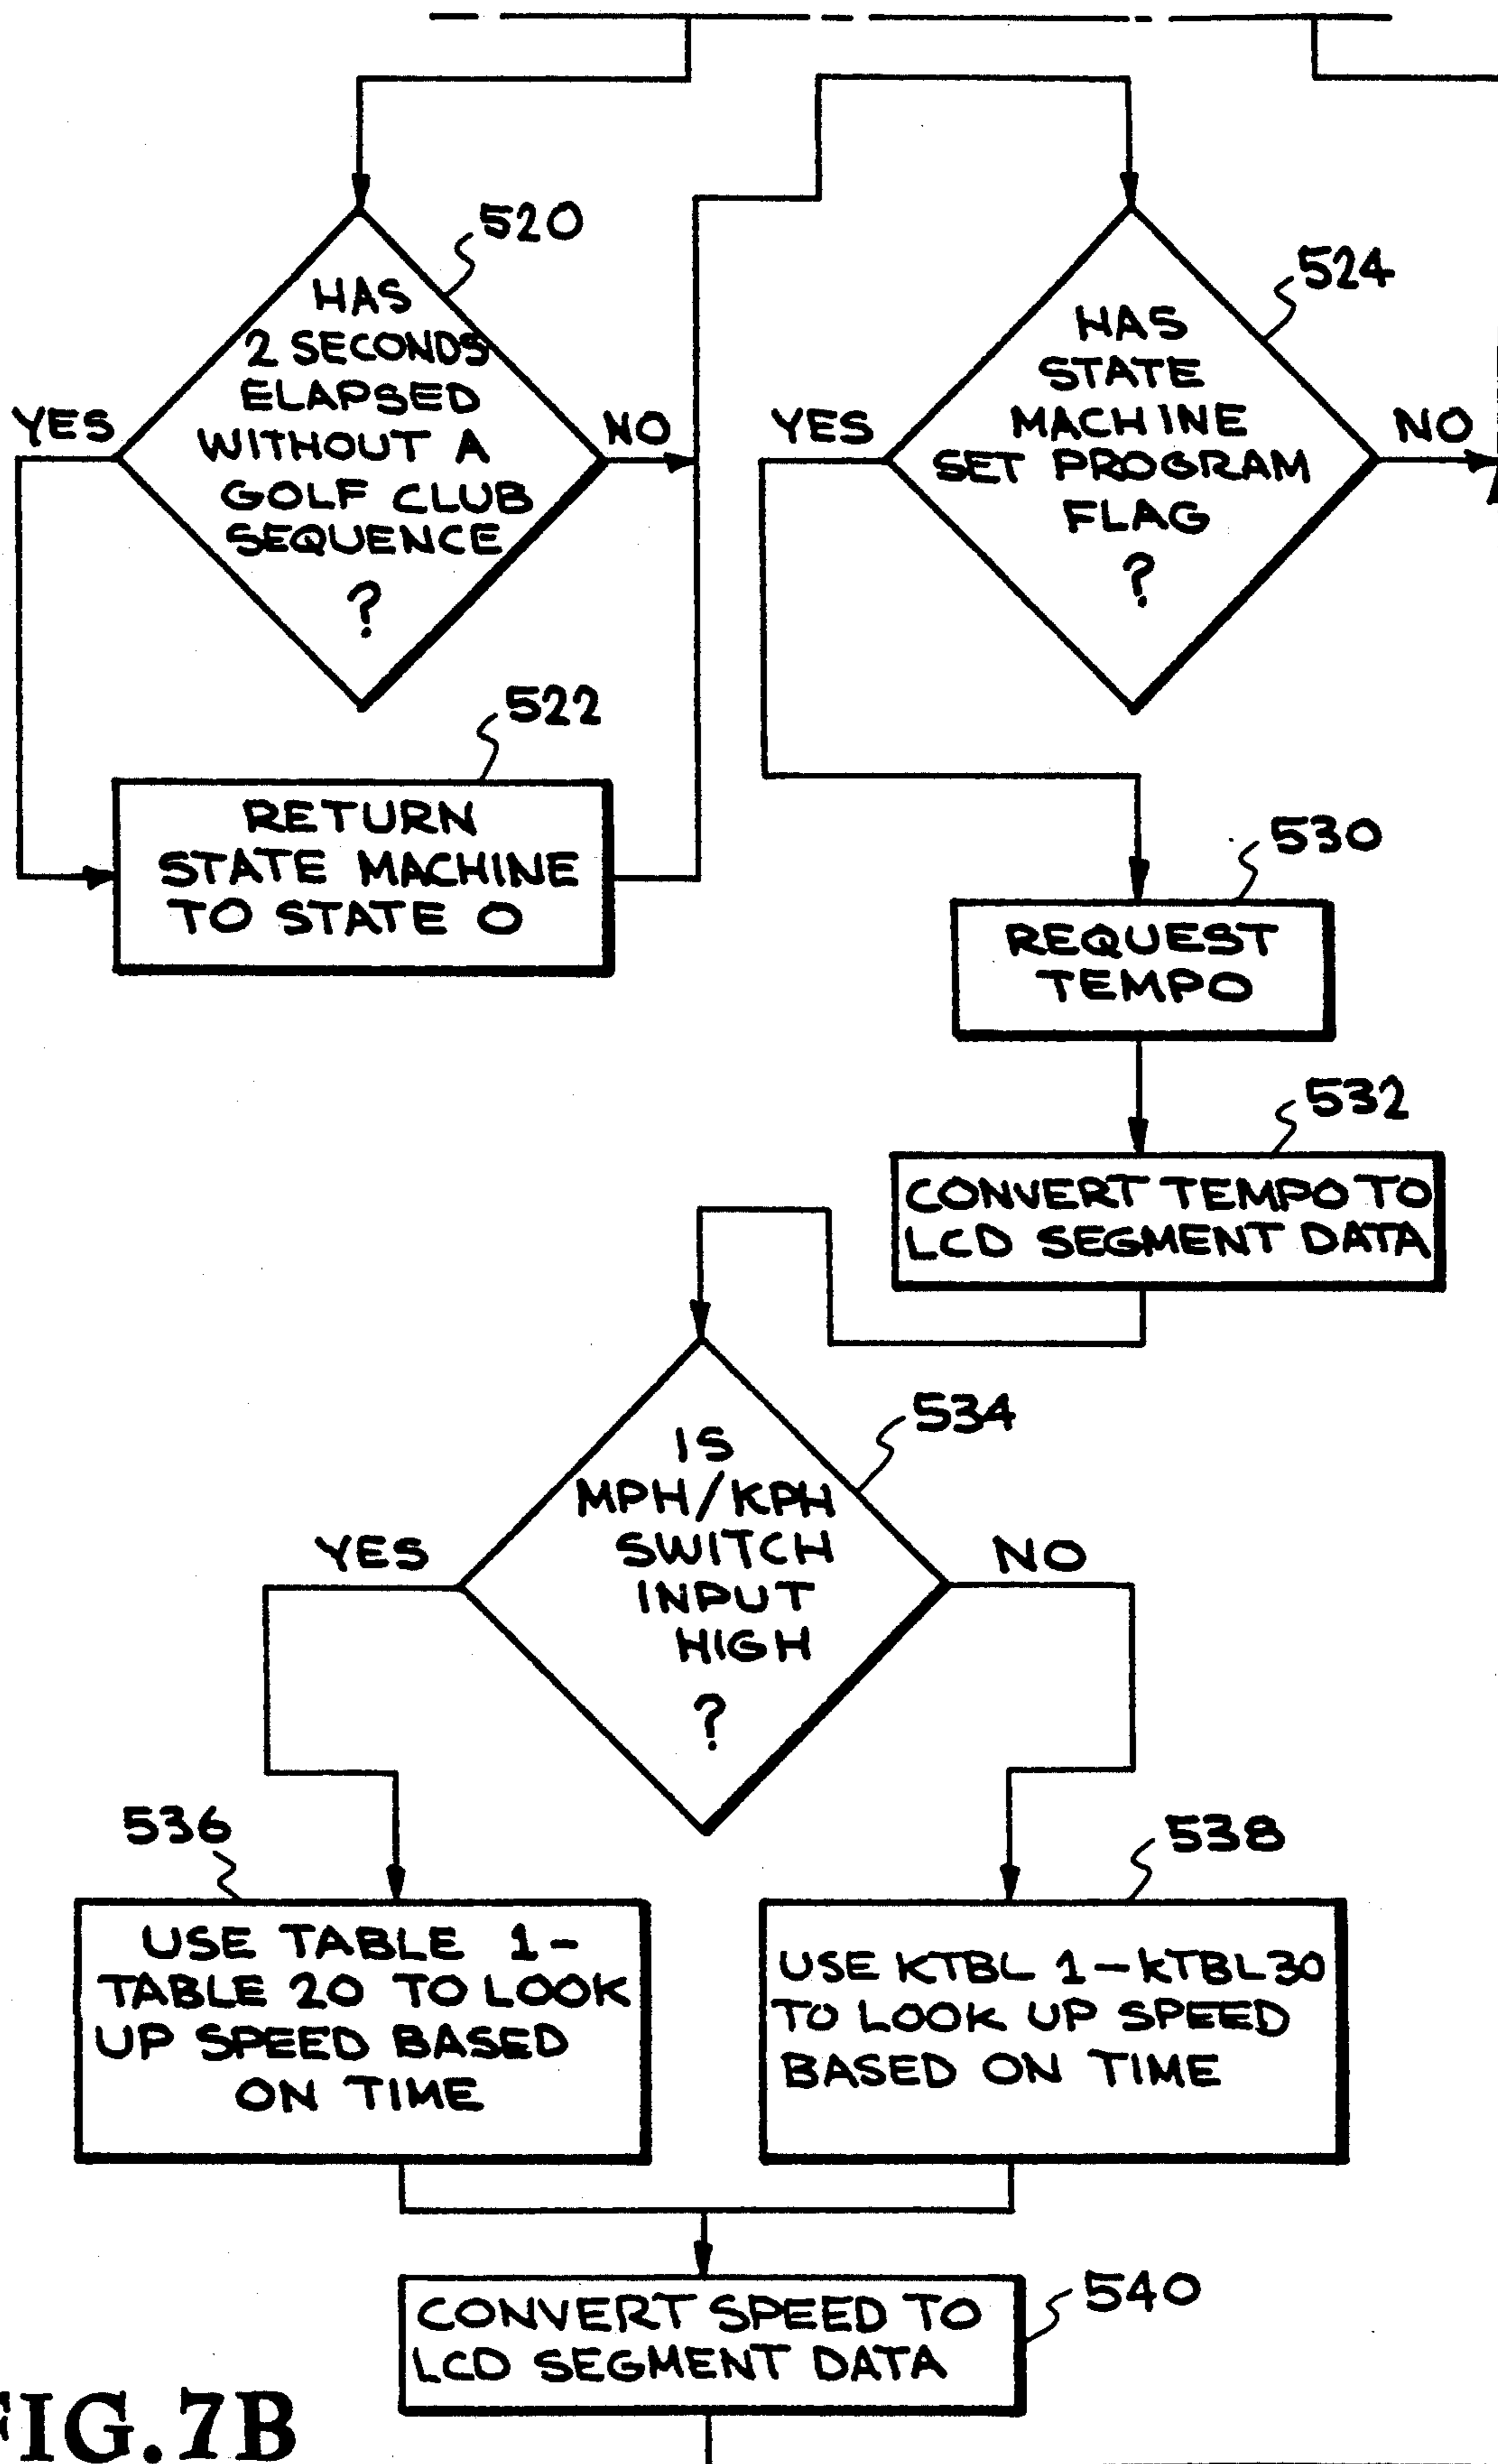 520
HAS
2 SECONDS
ELAPSED
WITHOUT A
GOLF CLUB
SEQUENCE
?
YES
NO
522
RETURN
STATE MACHINE
TO STATE 0
524
HAS
STATE
MACHINE
SET PROGRAM
FLAG
?
YES
NO
530
REQUEST
TEMPO
532
CONVERT TEMPO TO
LCD SEGMENT DATA
534
IS
MPH/KPH
SWITCH
INPUT
HIGH
?
YES
NO
536
USE TABLE 1-
TABLE 20 TO LOOK
UP SPEED BASED
ON TIME
538
USE KTBL 1-KTBL30
TO LOOK UP SPEED
BASED ON TIME
540
CONVERT SPEED TO
LCD SEGMENT DATA
FIG. 7B